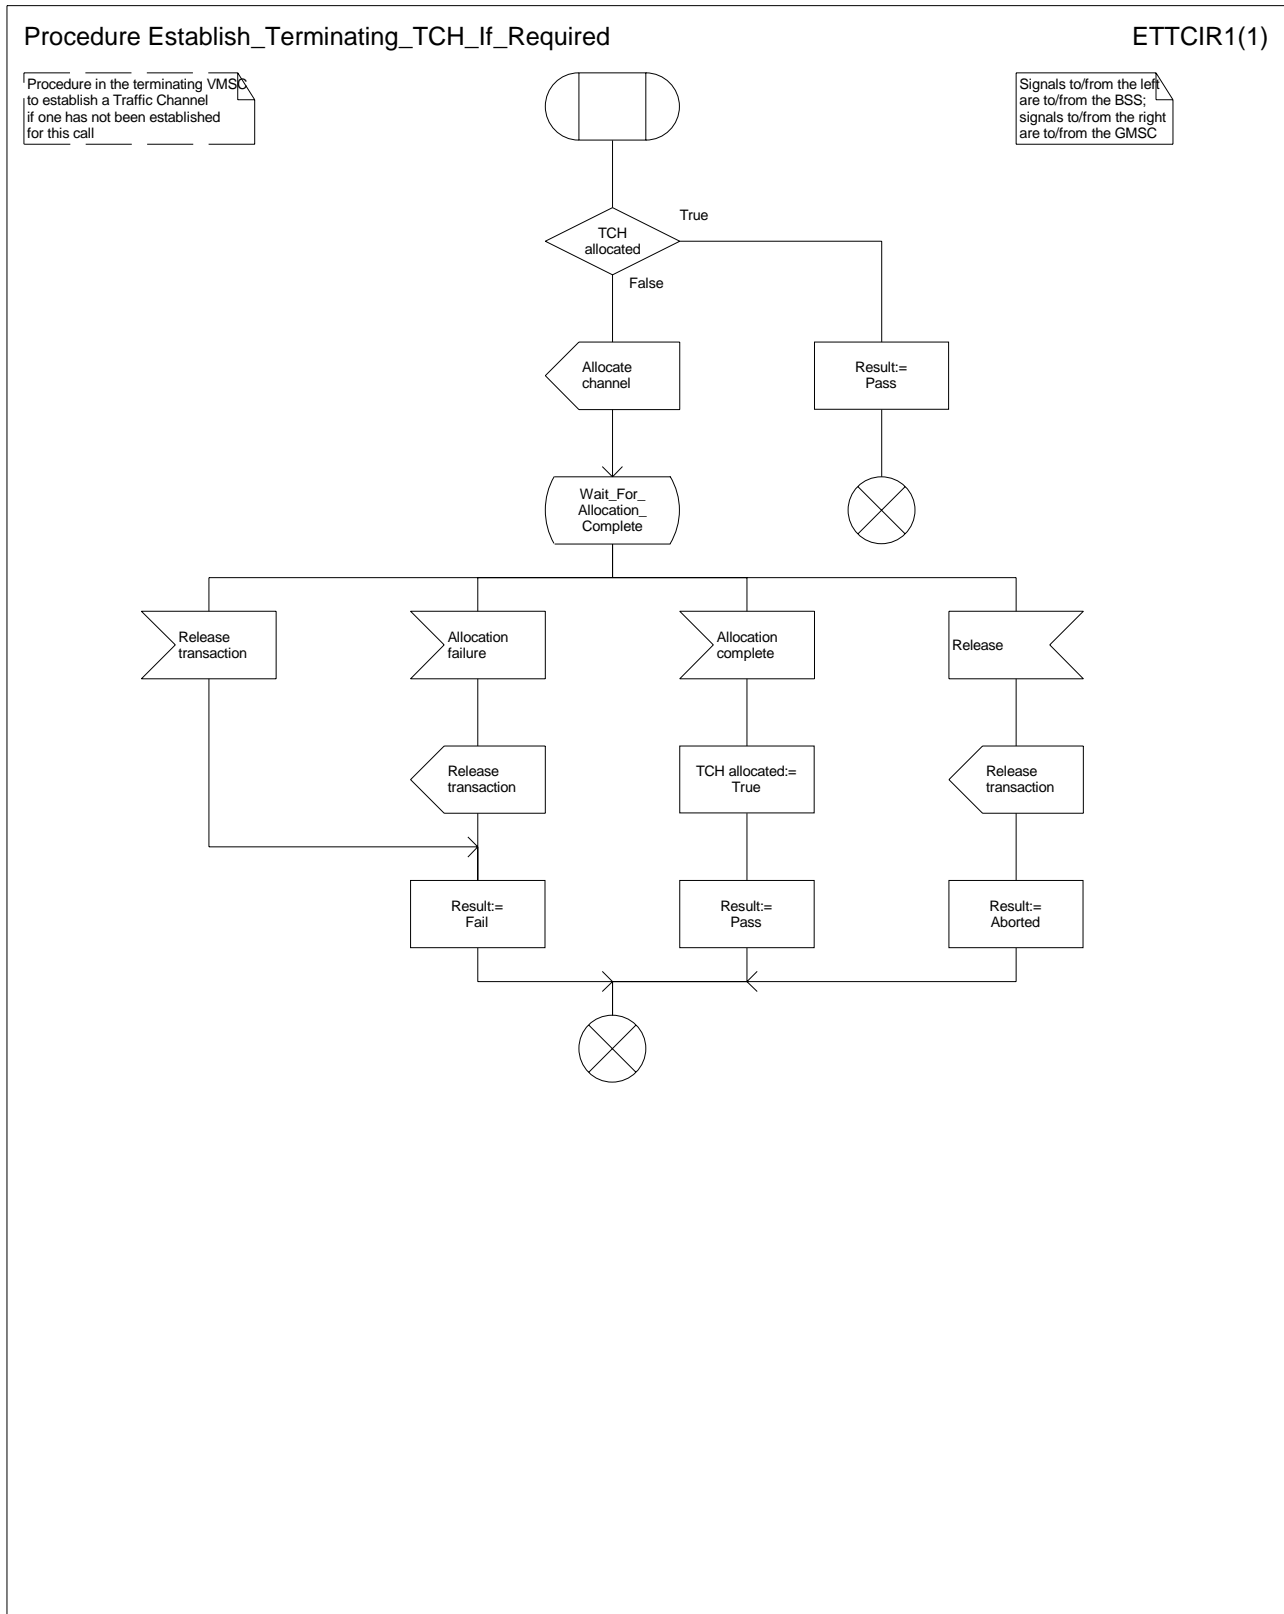 Procedure Establish_Terminating_TCH_If_Required
ETTCIR1(1)
Procedure in the terminating VMSC
to establish a Traffic Channel
if one has not been established
for this call
Signals to/from the left
are to/from the BSS;
signals to/from the right
are to/from the GMSC
TCH
allocated
True
False
Allocate
channel
Result:=
Pass
Wait_For_
Allocation_
Complete
Release
transaction
Allocation
failure
Allocation
complete
Release
Release
transaction
TCH allocated:=
True
Release
transaction
Result:=
Fail
Result:=
Pass
Result:=
Aborted